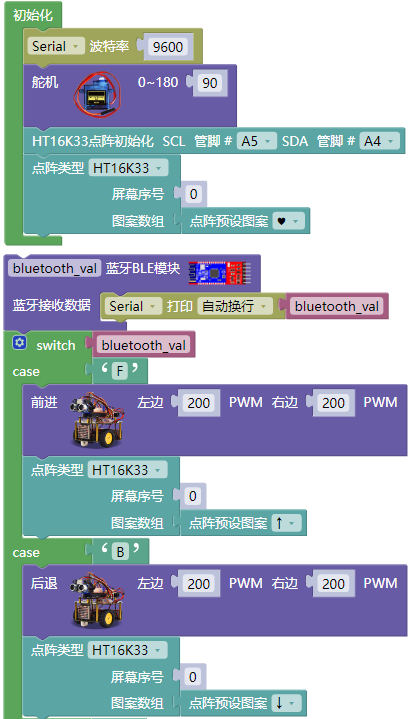 初始化
Serial 波特率 9600
舵机 0~180 90
HT16K33点阵初始化 SCL 管脚 # A5 SDA 管脚 # A4
点阵类型 HT16K33
屏幕序号 0
图案数组 点阵预设图案 ♥
bluetooth_val 蓝牙BLE模块
蓝牙接收数据 Serial 打印 自动换行 bluetooth_val
switch bluetooth_val
case ‘ F ’
前进 左边 200 PWM 右边 200 PWM
点阵类型 HT16K33
屏幕序号 0
图案数组 点阵预设图案 ↑
case ‘ B ’
后退 左边 200 PWM 右边 200 PWM
点阵类型 HT16K33
屏幕序号 0
图案数组 点阵预设图案 ↓